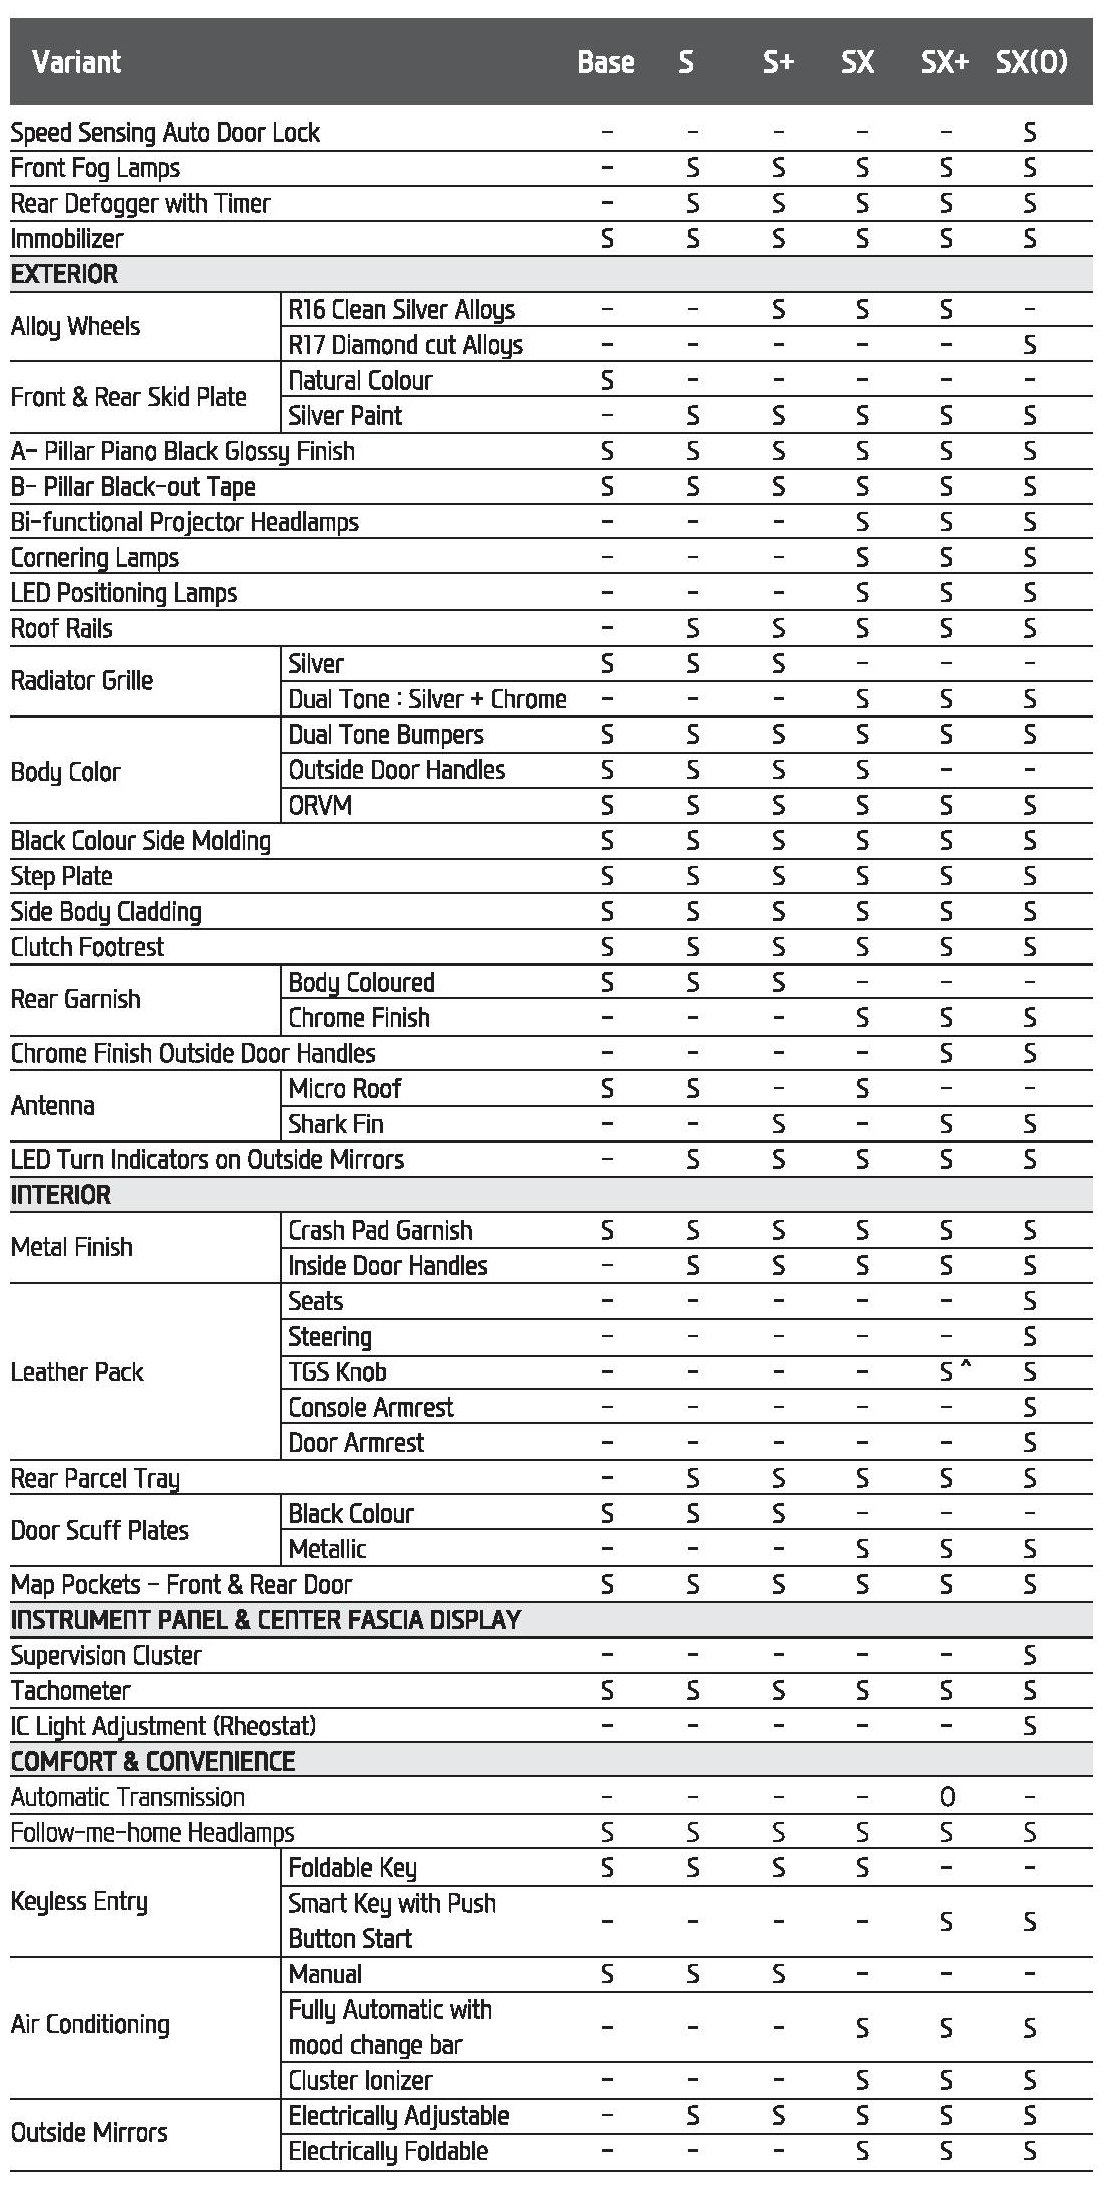 Variant Base S S+ SX SX+ SX(O)
Speed Sensing Auto Door Lock - - - - - S
Front Fog Lamps - S S S S S
Rear Defogger with Timer - S S S S S
Immobilizer S S S S S S
EXTERIOR
Alloy Wheels
R16 Clean Silver Alloys - - S S S -
R17 Diamond cut Alloys - - - - - S
Front & Rear Skid Plate
Natural Colour S - - - - -
Silver Paint - S S S S S
A- Pillar Piano Black Glossy Finish S S S S S S
B- Pillar Black-out Tape S S S S S S
Bi-functional Projector Headlamps - - - S S S
Cornering Lamps - - - S S S
LED Positioning Lamps - - - S S S
Roof Rails - S S S S S
Radiator Grille
Silver S S S - - -
Dual Tone : Silver + Chrome - - - S S S
Body Color
Dual Tone Bumpers S S S S S S
Outside Door Handles S S S S - -
ORVM S S S S S S
Black Colour Side Molding S S S S S S
Step Plate S S S S S S
Side Body Cladding S S S S S S
Clutch Footrest S S S S S S
Rear Garnish
Body Coloured S S S - - -
Chrome Finish - - - S S S
Chrome Finish Outside Door Handles - - - - S S
Antenna
Micro Roof S S - S - -
Shark Fin - - S - S S
LED Turn Indicators on Outside Mirrors - S S S S S
INTERIOR
Metal Finish
Crash Pad Garnish S S S S S S
Inside Door Handles - S S S S S
Leather Pack
Seats - - - - - S
Steering - - - - - S
TGS Knob - - - - S ^ S
Console Armrest - - - - - S
Door Armrest - - - - - S
Rear Parcel Tray - S S S S S
Door Scuff Plates
Black Colour S S S - - -
Metallic - - - S S S
Map Pockets - Front & Rear Door S S S S S S
INSTRUMENT PANEL & CENTER FASCIA DISPLAY
Supervision Cluster - - - - - S
Tachometer S S S S S S
IC Light Adjustment (Rheostat) - - - - - S
COMFORT & CONVENIENCE
Automatic Transmission - - - - O -
Follow-me-home Headlamps S S S S S S
Keyless Entry
Foldable Key S S S S - -
Smart Key with Push
Button Start - - - - S S
Air Conditioning
Manual S S S - - -
Fully Automatic with
mood change bar - - - S S S
Cluster Ionizer - - - S S S
Outside Mirrors
Electrically Adjustable - S S S S S
Electrically Foldable - - - S S S